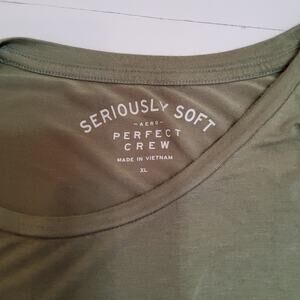 SERIOUSLY SOFT
-AERO-
PERFECT
CREW
MADE IN VIETNAM
XL